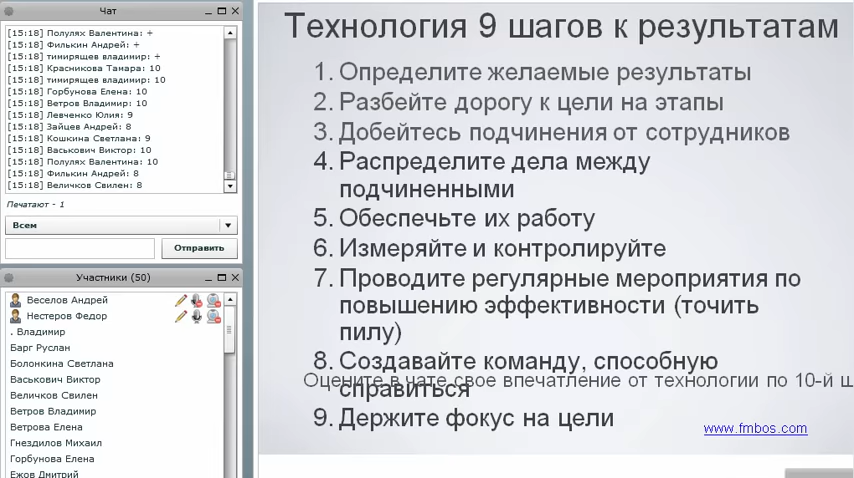 Чат
[15:18] Полулях Валентина: +
[15:18] Филькин Андрей: +
[15:18] тимирящев владимир: +
[15:18] Красникова Тамара: 10
[15:18] тимирящев владимир: 10
[15:18] Горбунова Елена: 10
[15:18] Ветров Владимир: 10
[15:18] Левченко Юлия: 9
[15:18] Зайцев Андрей: 8
[15:18] Кошкина Светлана: 9
[15:18] Васькович Виктор: 10
[15:18] Полулях Валентина: 10
[15:18] Филькин Андрей: 8
[15:18] Величков Свилен: 8
Печатают - 1
Всем
Отправить
Участники (50)
Веселов Андрей
Нестеров Федор
. Владимир
Барг Руслан
Болонкина Светлана
Васькович Виктор
Величков Свилен
Ветров Владимир
Ветрова Елена
Гнездилов Михаил
Горбунова Елена
Ежов Дмитрий
Технология 9 шагов к результатам
1. Определите желаемые результаты
2. Разбейте дорогу к цели на этапы
3. Добейтесь подчинения от сотрудников
4. Распределите дела между
подчиненными
5. Обеспечьте их работу
6. Измеряйте и контролируйте
7. Проводите регулярные мероприятия по
повышению эффективности (точить
пилу)
8. Создавайте команду, способную
Оцените в чате свое впечатление от технологии по 10-й ш
справиться
9. Держите фокус на цели
www.fmbos.com